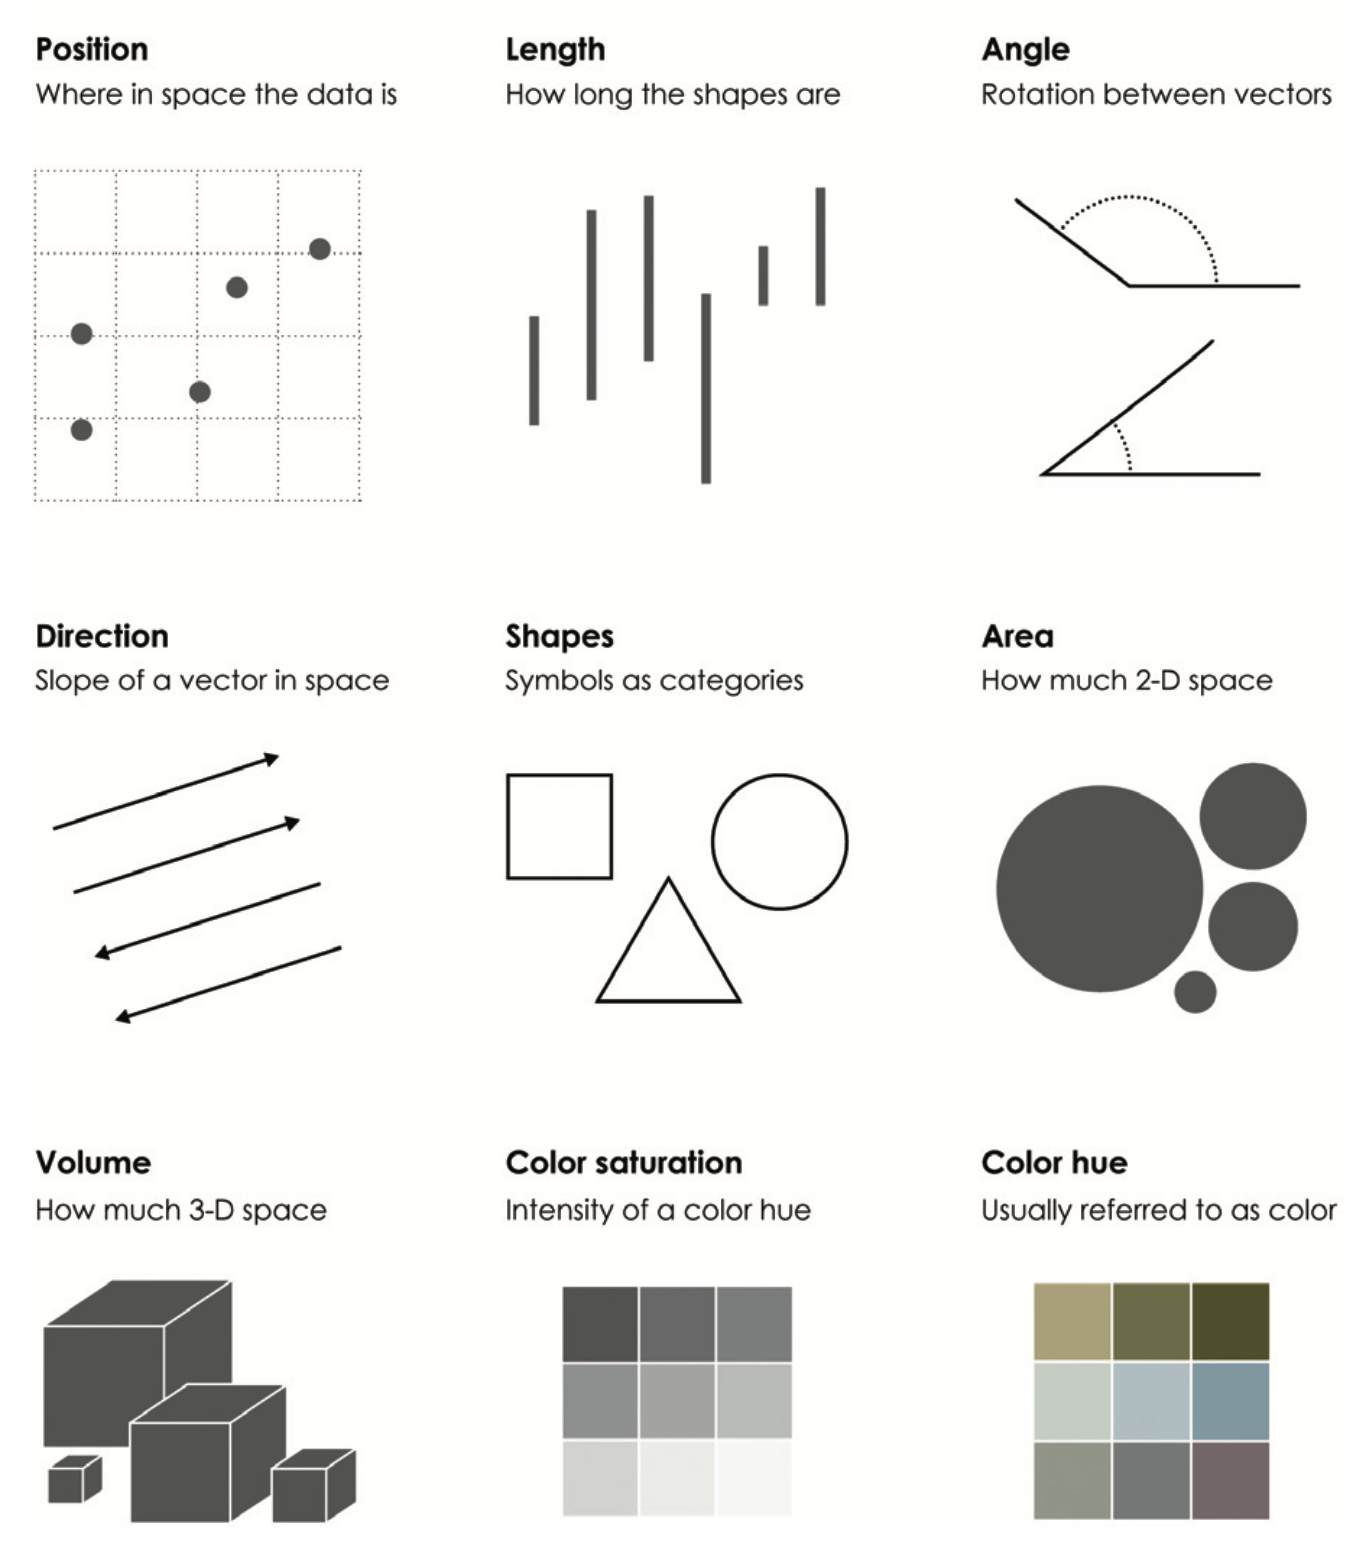 Position
Where in space the data is
Length
How long the shapes are
Angle
Rotation between vectors
Direction
Slope of a vector in space
Shapes
Symbols as categories
Area
How much 2-D space
Volume
How much 3-D space
Color saturation
Intensity of a color hue
Color hue
Usually referred to as color